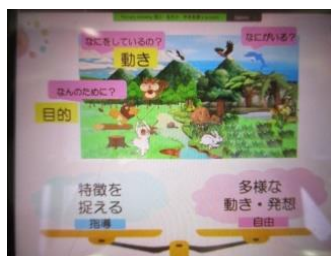 なにをしているの？
動き
なにがいる？
なんのために？
目的
特徴を
捉える
指導
多様な
動き・発想
自由